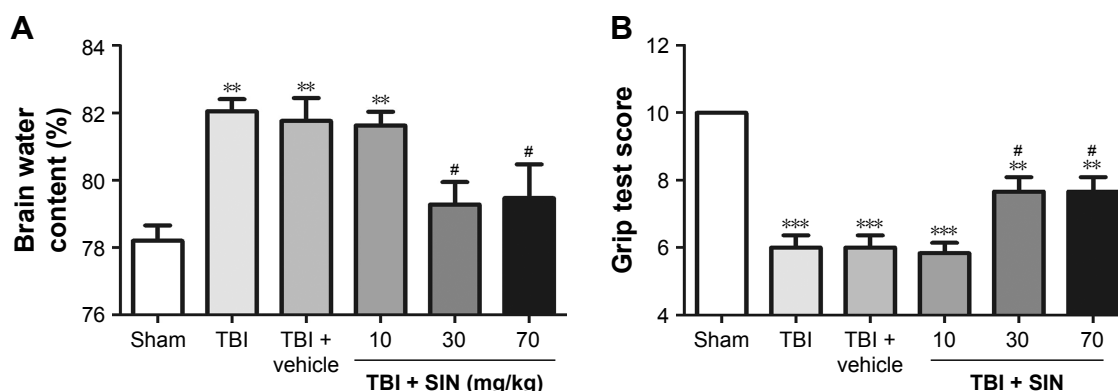 A
Brain water
content (%)
84
82
80
78
76
**
**
**
#
#
Sham
TBI
TBI +
vehicle
10
30
70
TBI + SIN (mg/kg)
B
Grip test score
12
10
8
6
4
***
***
***
#
**
#
**
Sham
TBI
TBI +
vehicle
10
30
70
TBI + SIN